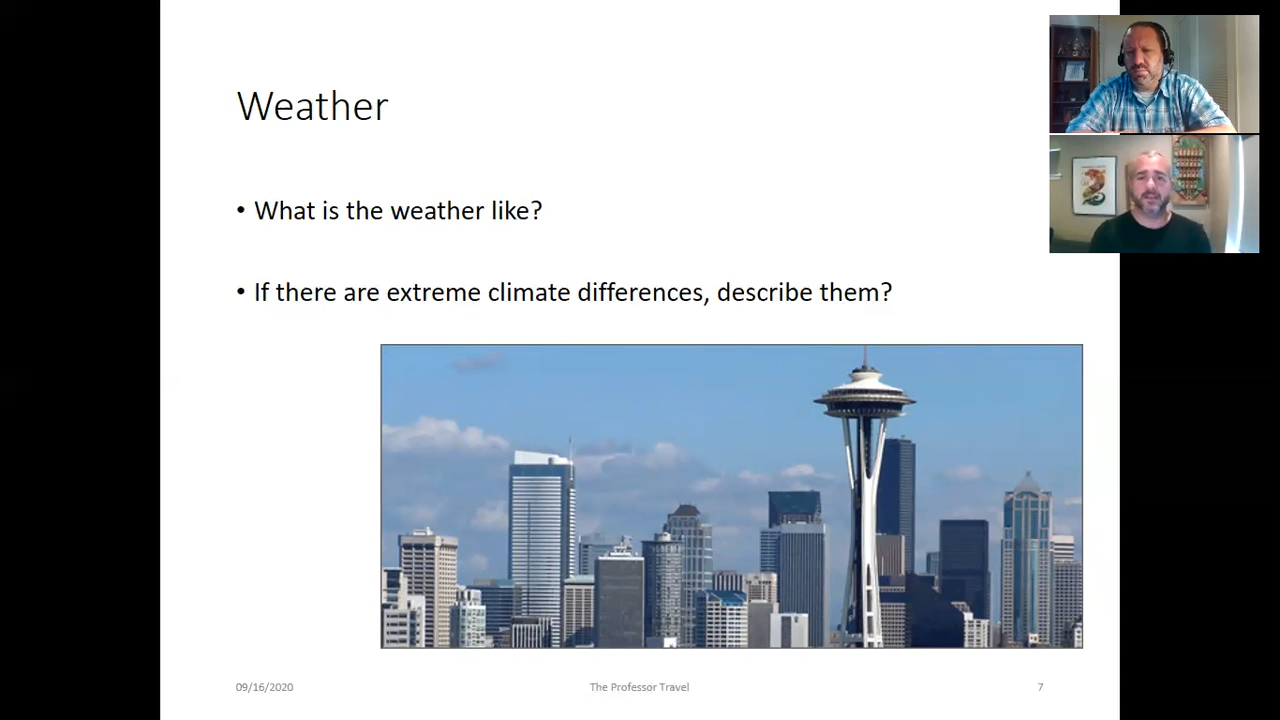 Weather
• What is the weather like?
• If there are extreme climate differences, describe them?
09/16/2020
The Professor Travel
7